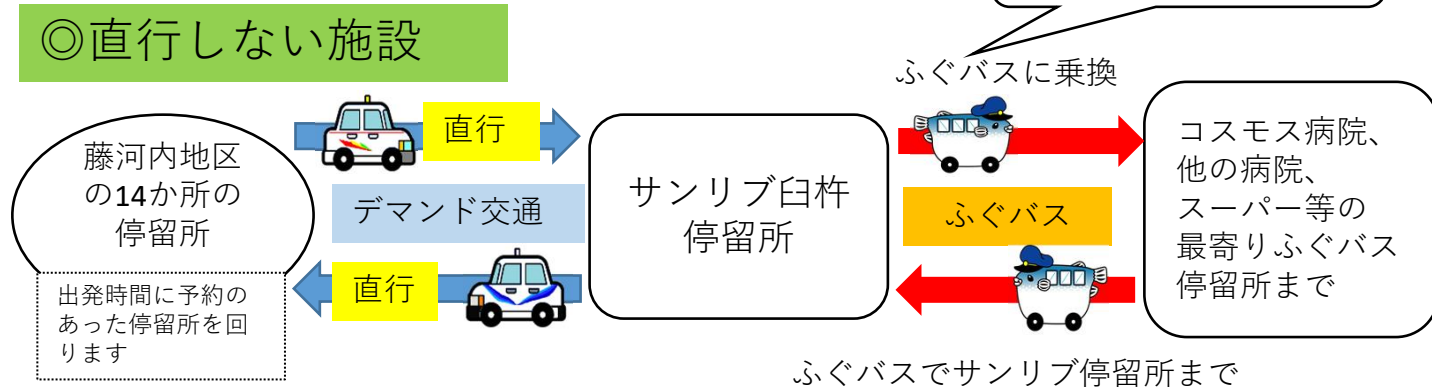 ◎直行しない施設
ふぐバスに乗換
直行
藤河内地区
の14か所の
停留所
デマンド交通
直行
出発時間に予約の
あった停留所を回
ります
サンリブ臼杵
停留所
ふぐバス
コスモス病院、
他の病院、
スーパー等の
最寄りふぐバス
停留所まで
ふぐバスでサンリブ停留所まで